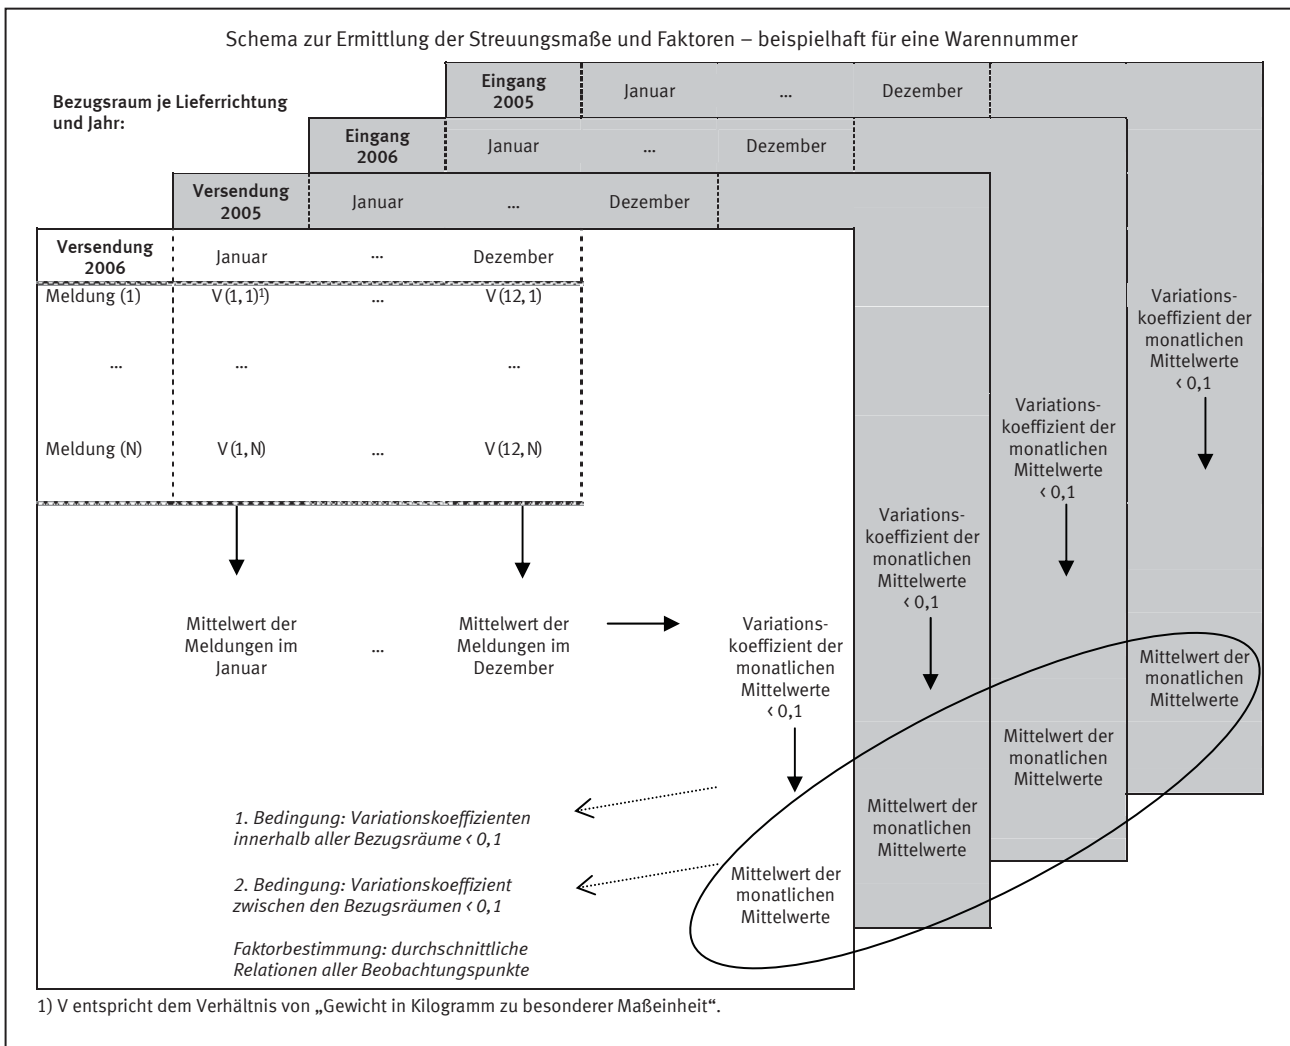 Schema zur Ermittlung der Streuungsmaße und Faktoren – beispielhaft für eine Warennummer
Bezugsraum je Lieferrichtung
und Jahr:
Eingang
2005
Januar
...
Dezember
Eingang
2006
Januar
...
Dezember
Versendung
2005
Januar
...
Dezember
Versendung
2006
Januar
...
Dezember
Meldung (1)
V (1, 1)¹)
...
V (12, 1)
...
...
...
Meldung (N)
V (1, N)
...
V (12, N)
Mittelwert der
Meldungen im
Januar
...
Mittelwert der
Meldungen im
Dezember
Variations-
koeffizient der
monatlichen
Mittelwerte
< 0,1
Variations-
koeffizient der
monatlichen
Mittelwerte
< 0,1
Variations-
koeffizient der
monatlichen
Mittelwerte
< 0,1
Variations-
koeffizient der
monatlichen
Mittelwerte
< 0,1
Mittelwert der
monatlichen
Mittelwerte
Mittelwert der
monatlichen
Mittelwerte
Mittelwert der
monatlichen
Mittelwerte
Mittelwert der
monatlichen
Mittelwerte
1. Bedingung: Variationskoeffizienten
innerhalb aller Bezugsräume < 0,1
2. Bedingung: Variationskoeffizient
zwischen den Bezugsräumen < 0,1
Faktorbestimmung: durchschnittliche
Relationen aller Beobachtungspunkte
1) V entspricht dem Verhältnis von „Gewicht in Kilogramm zu besonderer Maßeinheit“.